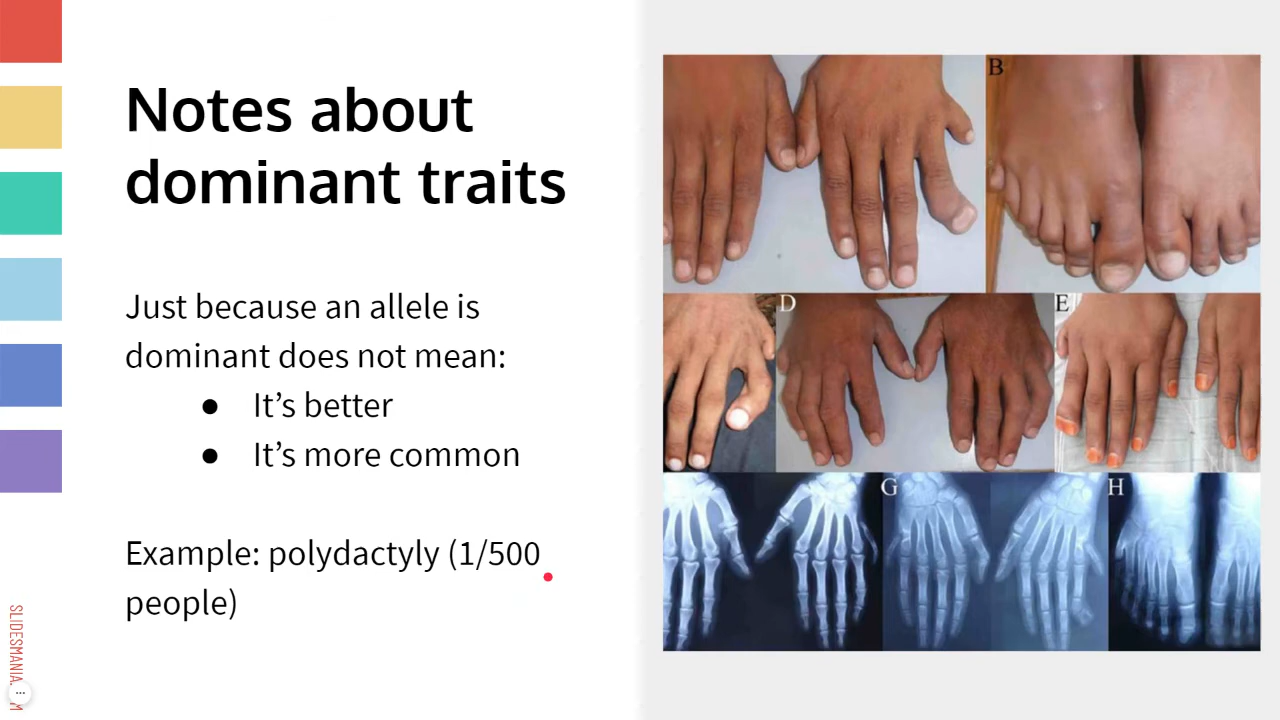 Notes about
dominant traits
Just because an allele is
dominant does not mean:
● It’s better
● It’s more common
Example: polydactyly (1/500
people)
B
D
E
G
H